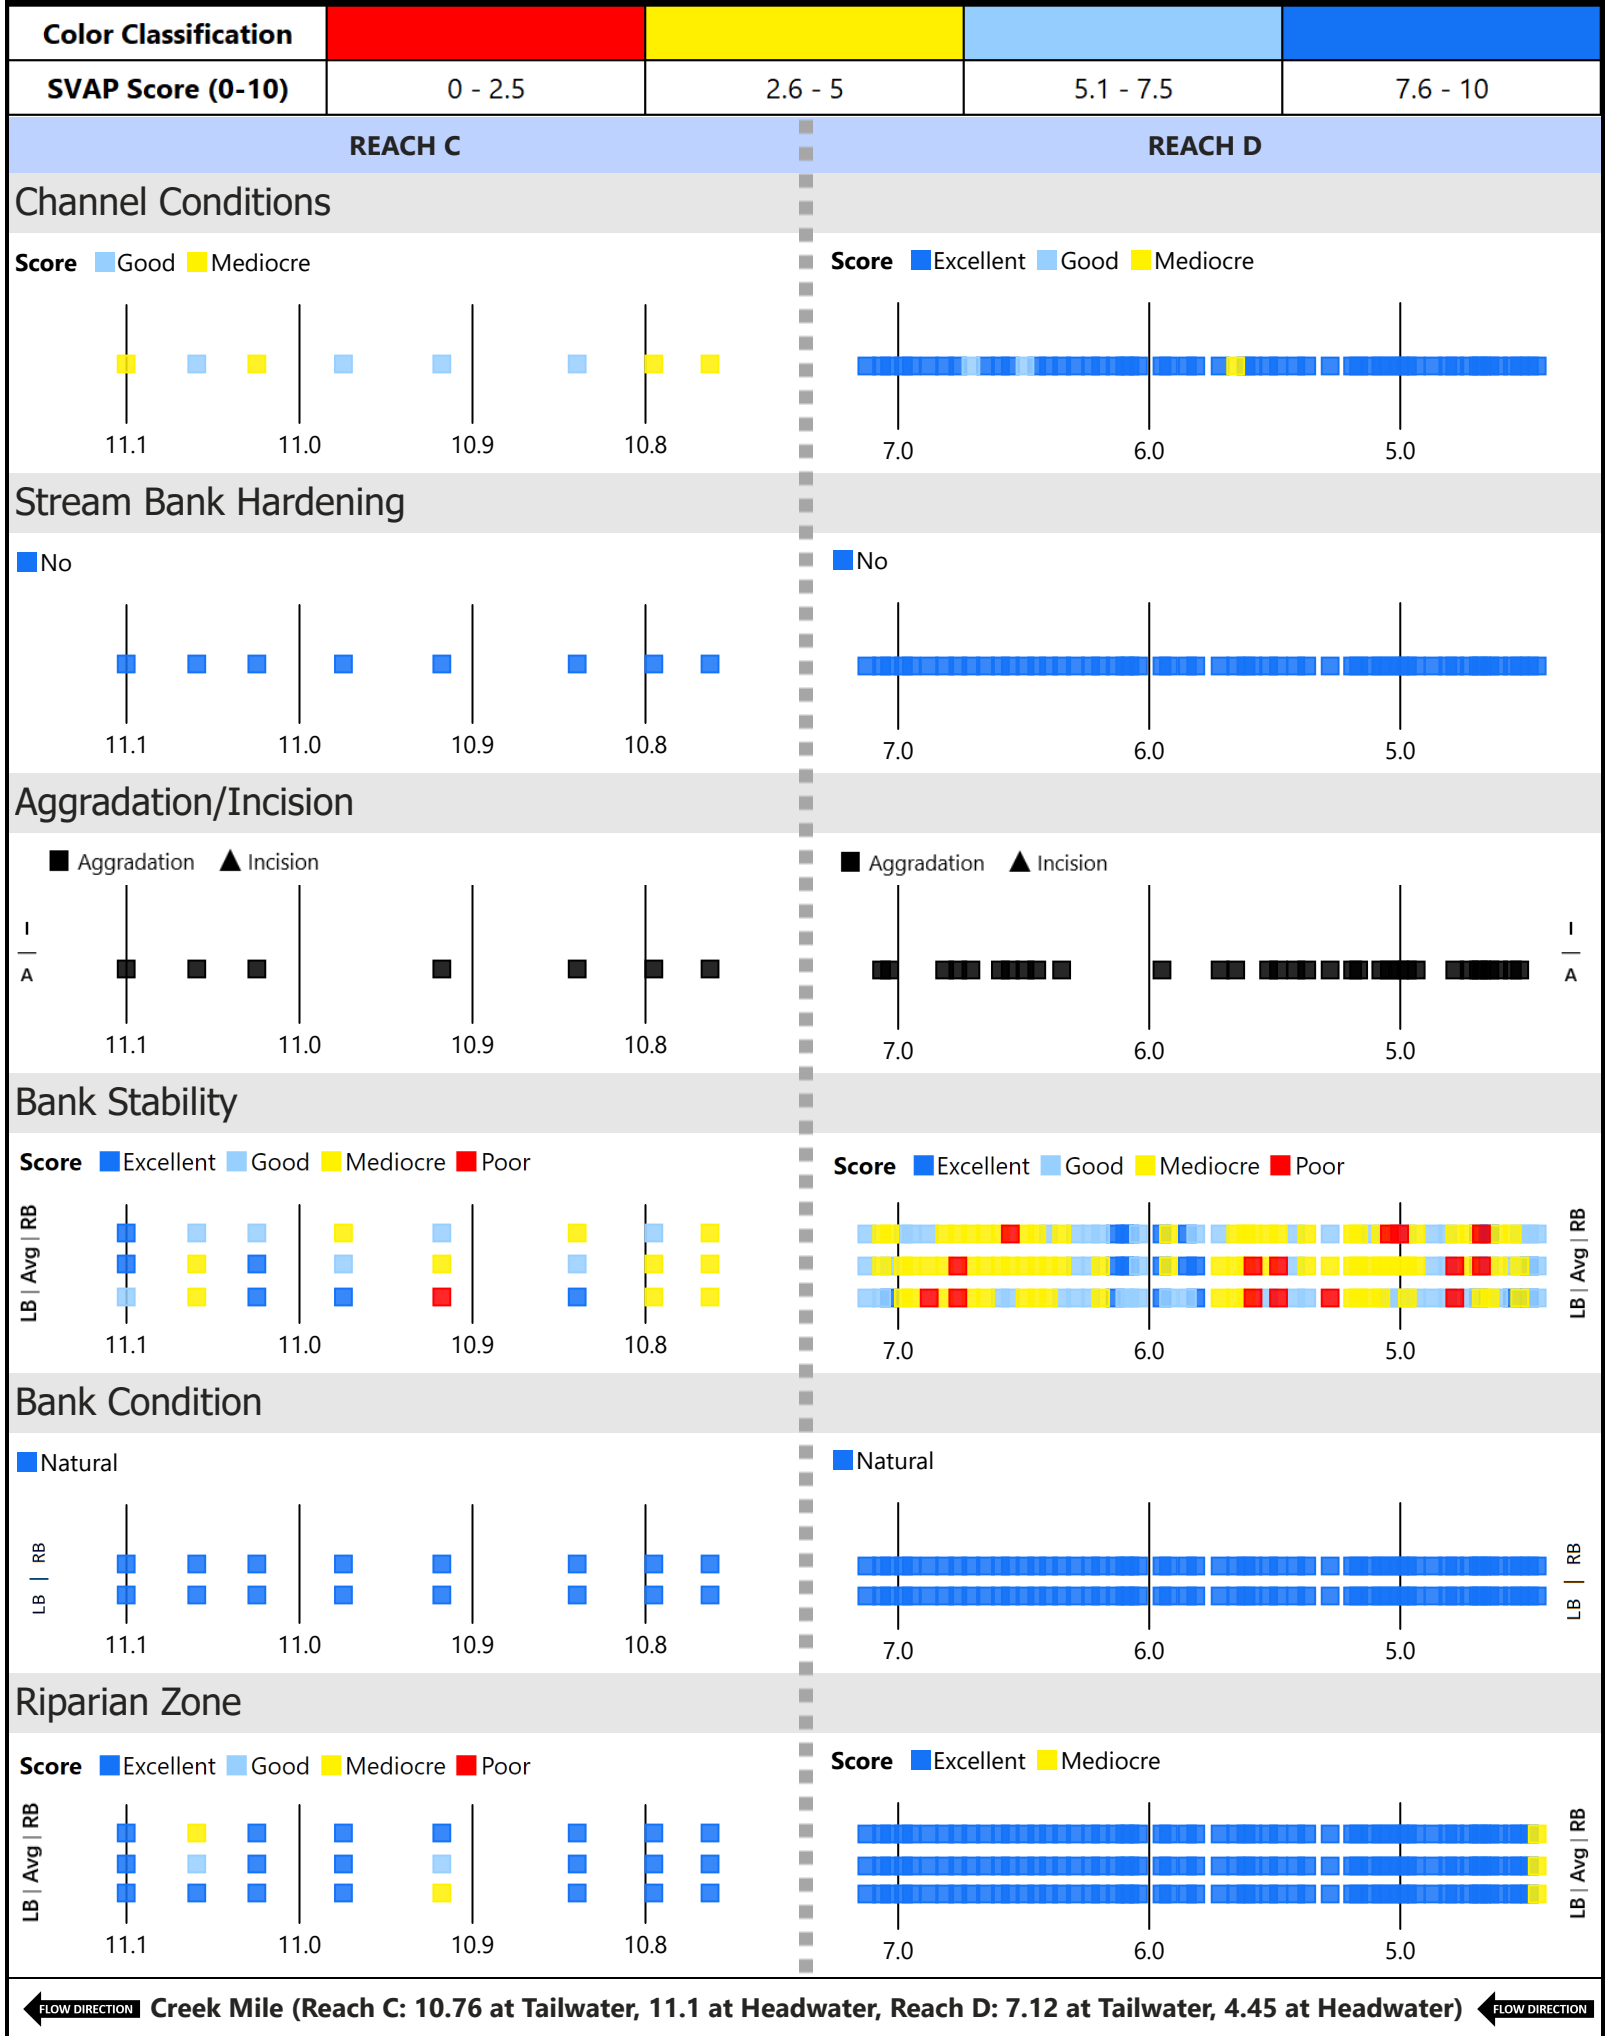 Color Classification
SVAP Score (0-10) 0 - 2.5 2.6 - 5 5.1 - 7.5 7.6 - 10
REACH C REACH D
Channel Conditions
Score Good Mediocre
11.1 11.0 10.9 10.8
Score Excellent Good Mediocre
7.0 6.0 5.0
Stream Bank Hardening
No
11.1 11.0 10.9 10.8
No
7.0 6.0 5.0
Aggradation/Incision
Aggradation Incision
I
A
11.1 11.0 10.9 10.8
Aggradation Incision
I
A
7.0 6.0 5.0
Bank Stability
Score Excellent Good Mediocre Poor
LB | Avg | RB
11.1 11.0 10.9 10.8
Score Excellent Good Mediocre Poor
LB | Avg | RB
7.0 6.0 5.0
Bank Condition
Natural
LB | RB
11.1 11.0 10.9 10.8
Natural
LB | RB
7.0 6.0 5.0
Riparian Zone
Score Excellent Good Mediocre Poor
LB | Avg | RB
11.1 11.0 10.9 10.8
Score Excellent Mediocre
LB | Avg | RB
7.0 6.0 5.0
FLOW DIRECTION Creek Mile (Reach C: 10.76 at Tailwater, 11.1 at Headwater, Reach D: 7.12 at Tailwater, 4.45 at Headwater) FLOW DIRECTION